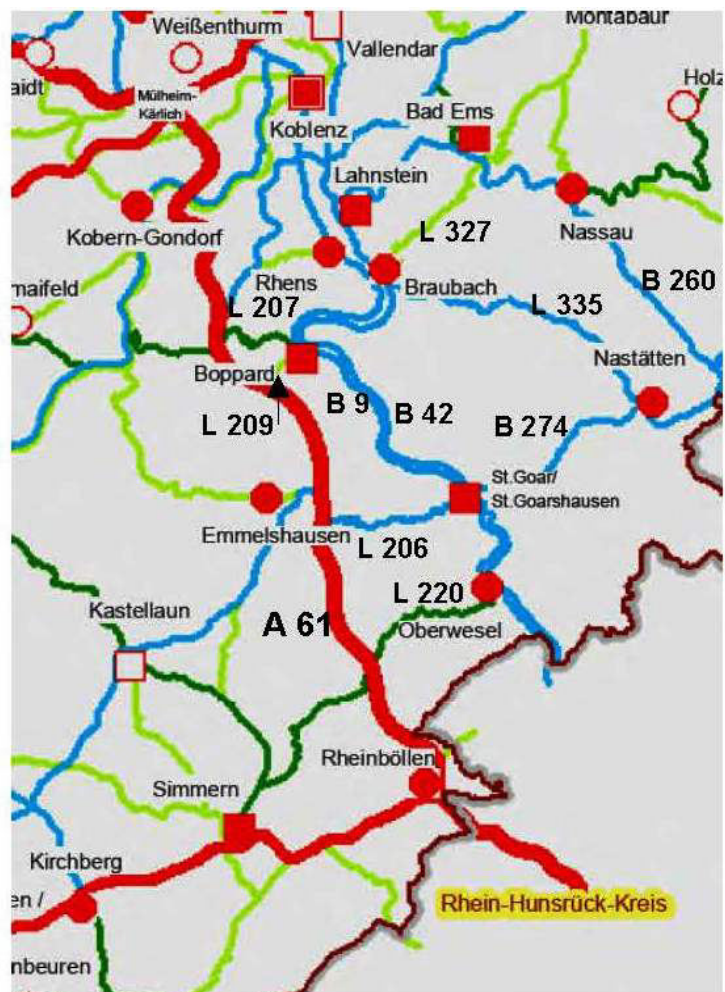 Montabaur
Weißenthurm
Vallendar
aidt
Holz
Mülheim-
Kärlich
Bad Ems
Koblenz
Lahnstein
Kobern-Gondorf
L 327
Nassau
maifeld
Rhens
Braubach
B 260
L 207
L 335
Nastätten
Boppard
B 9
B 42
L 209
B 274
St.Goar/
St.Goarshausen
Emmelshausen
L 206
L 220
Kastellaun
A 61
Oberwesel
Rheinböllen
Simmern
Kirchberg
en /
Rhein-Hunsrück-Kreis
nbeuren